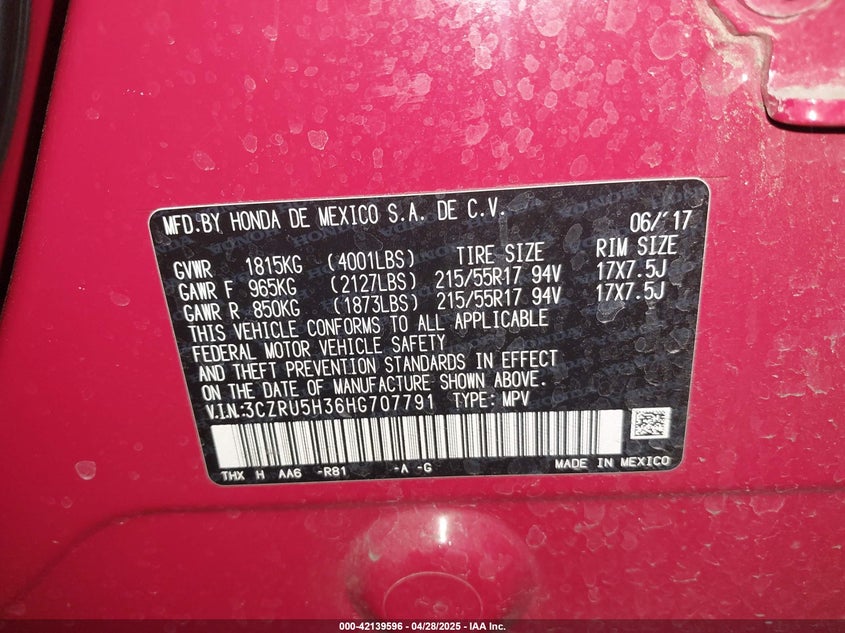 MFD.BY HONDA DE MEXICO S.A. DE C.V. 06/'17
GVWR 1815KG (4001LBS) TIRE SIZE RIM SIZE
GAWR F 965KG (2127LBS) 215/55R17 94V 17X7.5J
GAWR R 850KG (1873LBS) 215/55R17 94V 17X7.5J
THIS VEHICLE CONFORMS TO ALL APPLICABLE
FEDERAL MOTOR VEHICLE SAFETY
AND THEFT PREVENTION STANDARDS IN EFFECT
ON THE DATE OF MANUFACTURE SHOWN ABOVE.
V.I.N:3CZRU5H36HG707791 TYPE: MPV
THX H AA6 -R81 -A -G MADE IN MEXICO
000-42139596 - 04/28/2025 - IAA Inc.